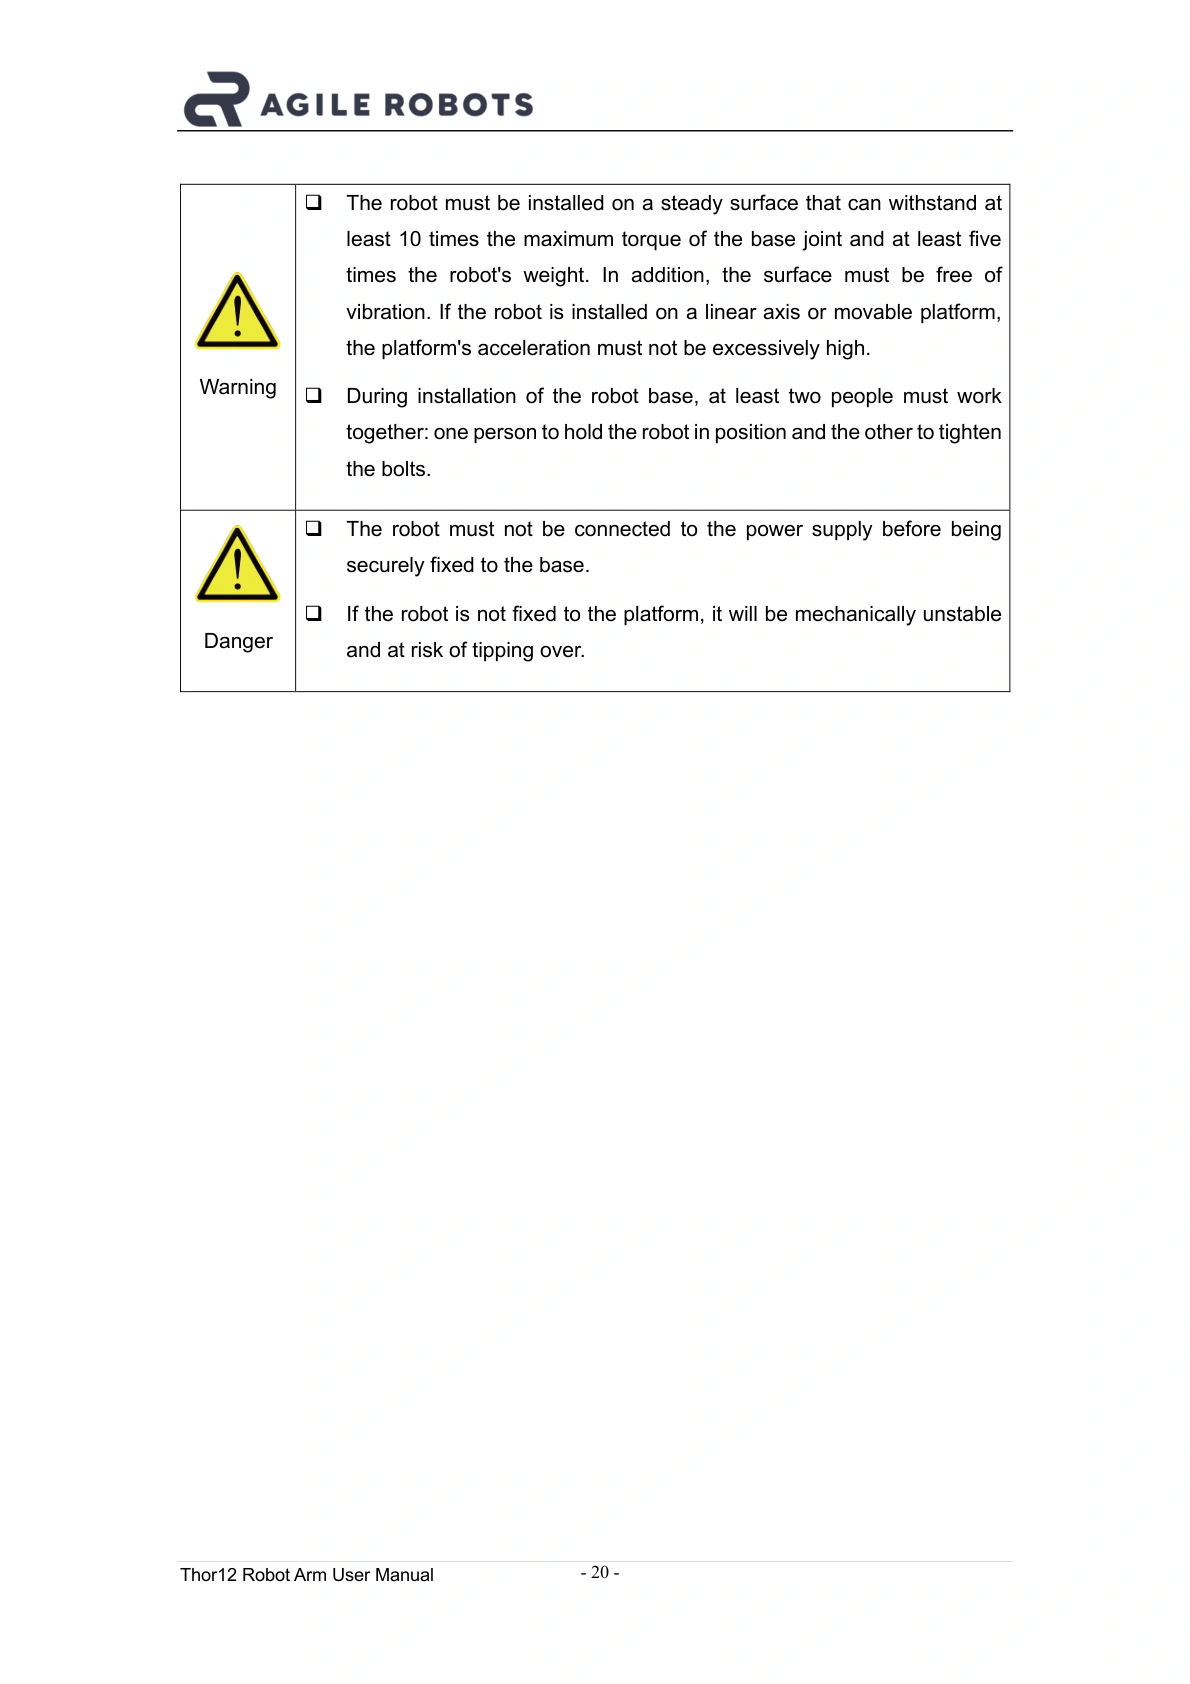 AGILE ROBOTS
❑ The robot must be installed on a steady surface that can withstand at
least 10 times the maximum torque of the base joint and at least five
times the robot's weight. In addition, the surface must be free of
vibration. If the robot is installed on a linear axis or movable platform,
the platform's acceleration must not be excessively high.
Warning
❑ During installation of the robot base, at least two people must work
together: one person to hold the robot in position and the other to tighten
the bolts.
❑ The robot must not be connected to the power supply before being
securely fixed to the base.
Danger
❑ If the robot is not fixed to the platform, it will be mechanically unstable
and at risk of tipping over.
Thor12 Robot Arm User Manual
- 20 -